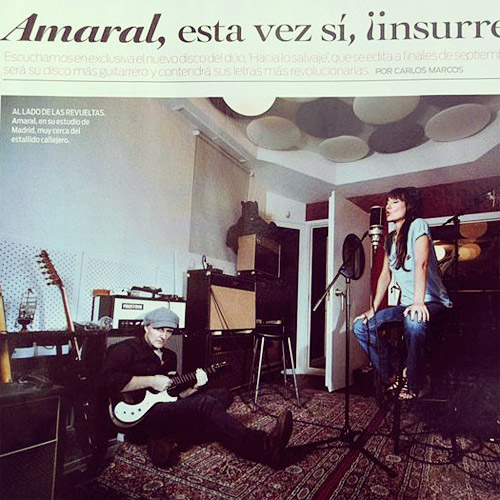 Amaral, esta vez sí, ¡¡insurre
Escuchamos en exclusiva el nuevo disco del dúo, 'Hacia lo salvaje', que se edita a finales de septiem
será su disco más guitarrero y contendrá sus letras más revolucionarias. POR CARLOS MARCOS
AL LADO DE LAS REVUELTAS.
Amaral, en su estudio de
Madrid, muy cerca del
estallido callejero.